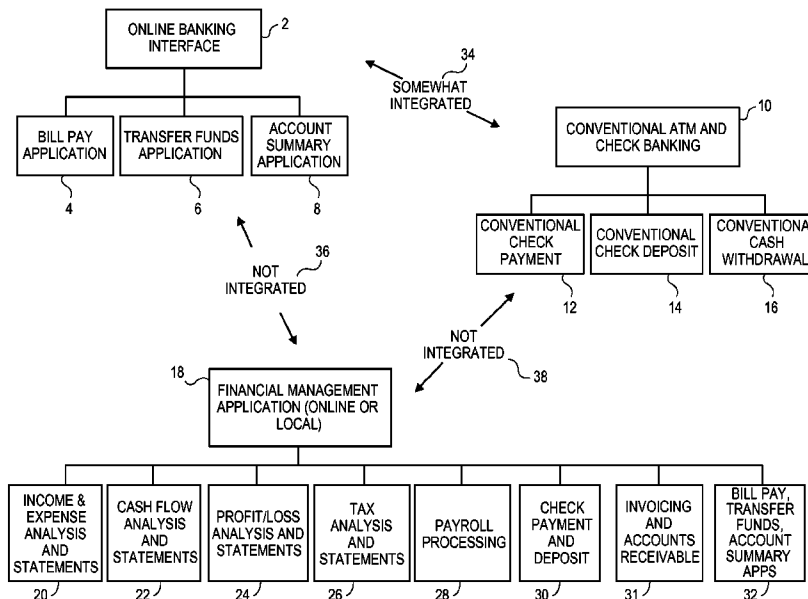 ONLINE BANKING
INTERFACE
2
BILL PAY
APPLICATION
4
TRANSFER FUNDS
APPLICATION
6
ACCOUNT
SUMMARY
APPLICATION
8
34
SOMEWHAT
INTEGRATED
10
CONVENTIONAL ATM AND
CHECK BANKING
CONVENTIONAL
CHECK
PAYMENT
12
CONVENTIONAL
CHECK DEPOSIT
14
CONVENTIONAL
CASH
WITHDRAWAL
16
NOT
INTEGRATED
36
NOT
INTEGRATED
38
18
FINANCIAL MANAGEMENT
APPLICATION (ONLINE OR
LOCAL)
INCOME &
EXPENSE
ANALYSIS
AND
STATEMENTS
20
CASH FLOW
ANALYSIS
AND
STATEMENTS
22
PROFIT/LOSS
ANALYSIS AND
STATEMENTS
24
TAX
ANALYSIS
AND
STATEMENTS
26
PAYROLL
PROCESSING
28
CHECK
PAYMENT
AND
DEPOSIT
30
INVOICING
AND
ACCOUNTS
RECEIVABLE
31
BILL PAY,
TRANSFER
FUNDS,
ACCOUNT
SUMMARY
APPS
32